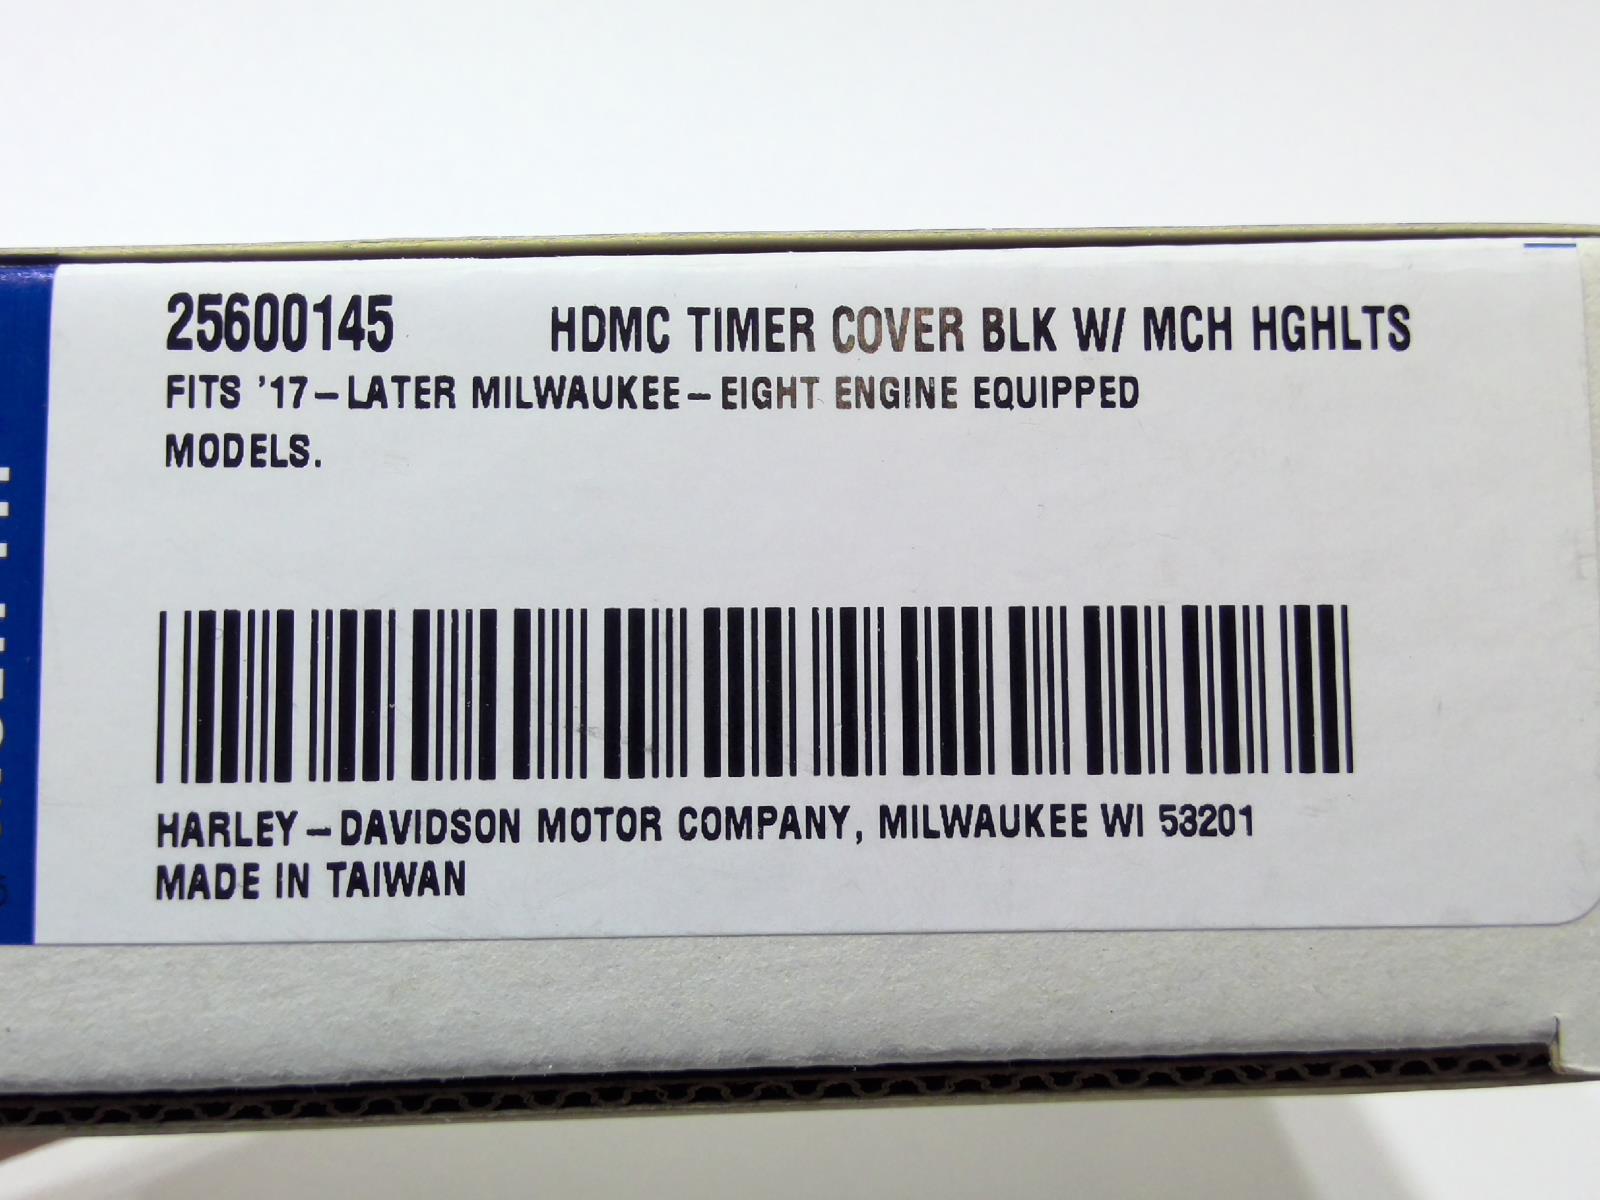 25600145 HDMC TIMER COVER BLK W/ MCH HGHLTS
FITS '17-LATER MILWAUKEE-EIGHT ENGINE EQUIPPED
MODELS.
HARLEY-DAVIDSON MOTOR COMPANY, MILWAUKEE WI 53201
MADE IN TAIWAN